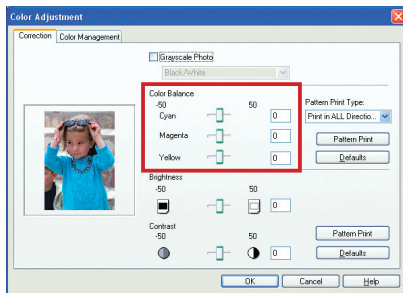 Color Adjustment
Correction Color Management
Grayscale Photo
Black/White
Color Balance
-50 50
Cyan 0
Magenta 0
Yellow 0
Pattern Print Type:
Print in ALL Directio...
Pattern Print
Defaults
Brightness
-50 50
0
Contrast
-50 50
0
Pattern Print
Defaults
OK Cancel Help